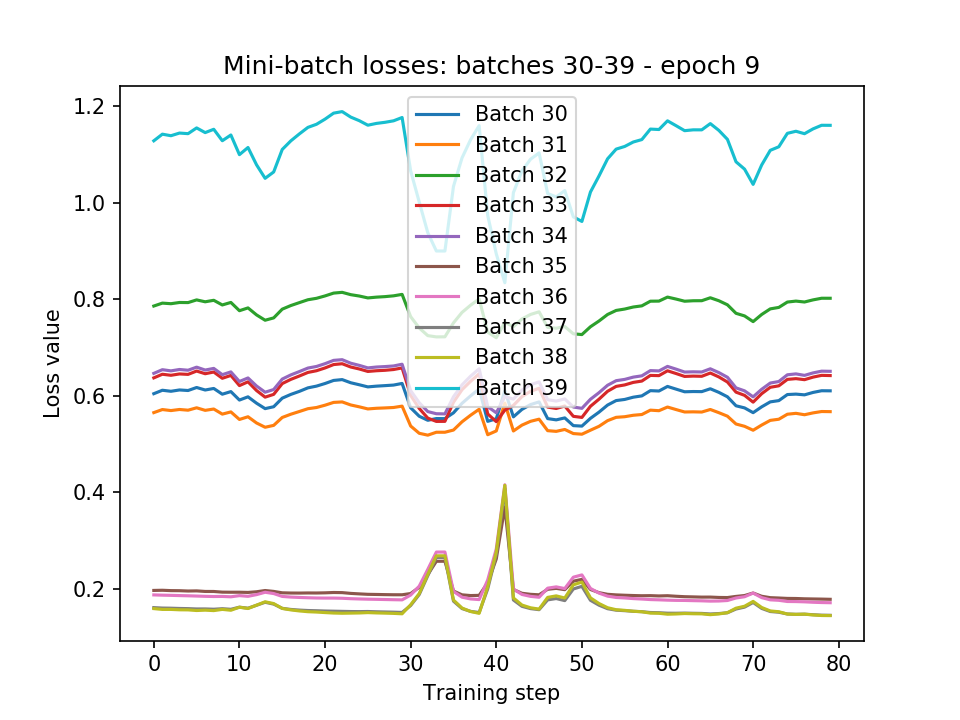 Mini-batch losses: batches 30-39 - epoch 9
1.2
1.0
0.8
0.6
0.4
0.2
Loss value
Batch 30
Batch 31
Batch 32
Batch 33
Batch 34
Batch 35
Batch 36
Batch 37
Batch 38
Batch 39
0 10 20 30 40 50 60 70 80
Training step